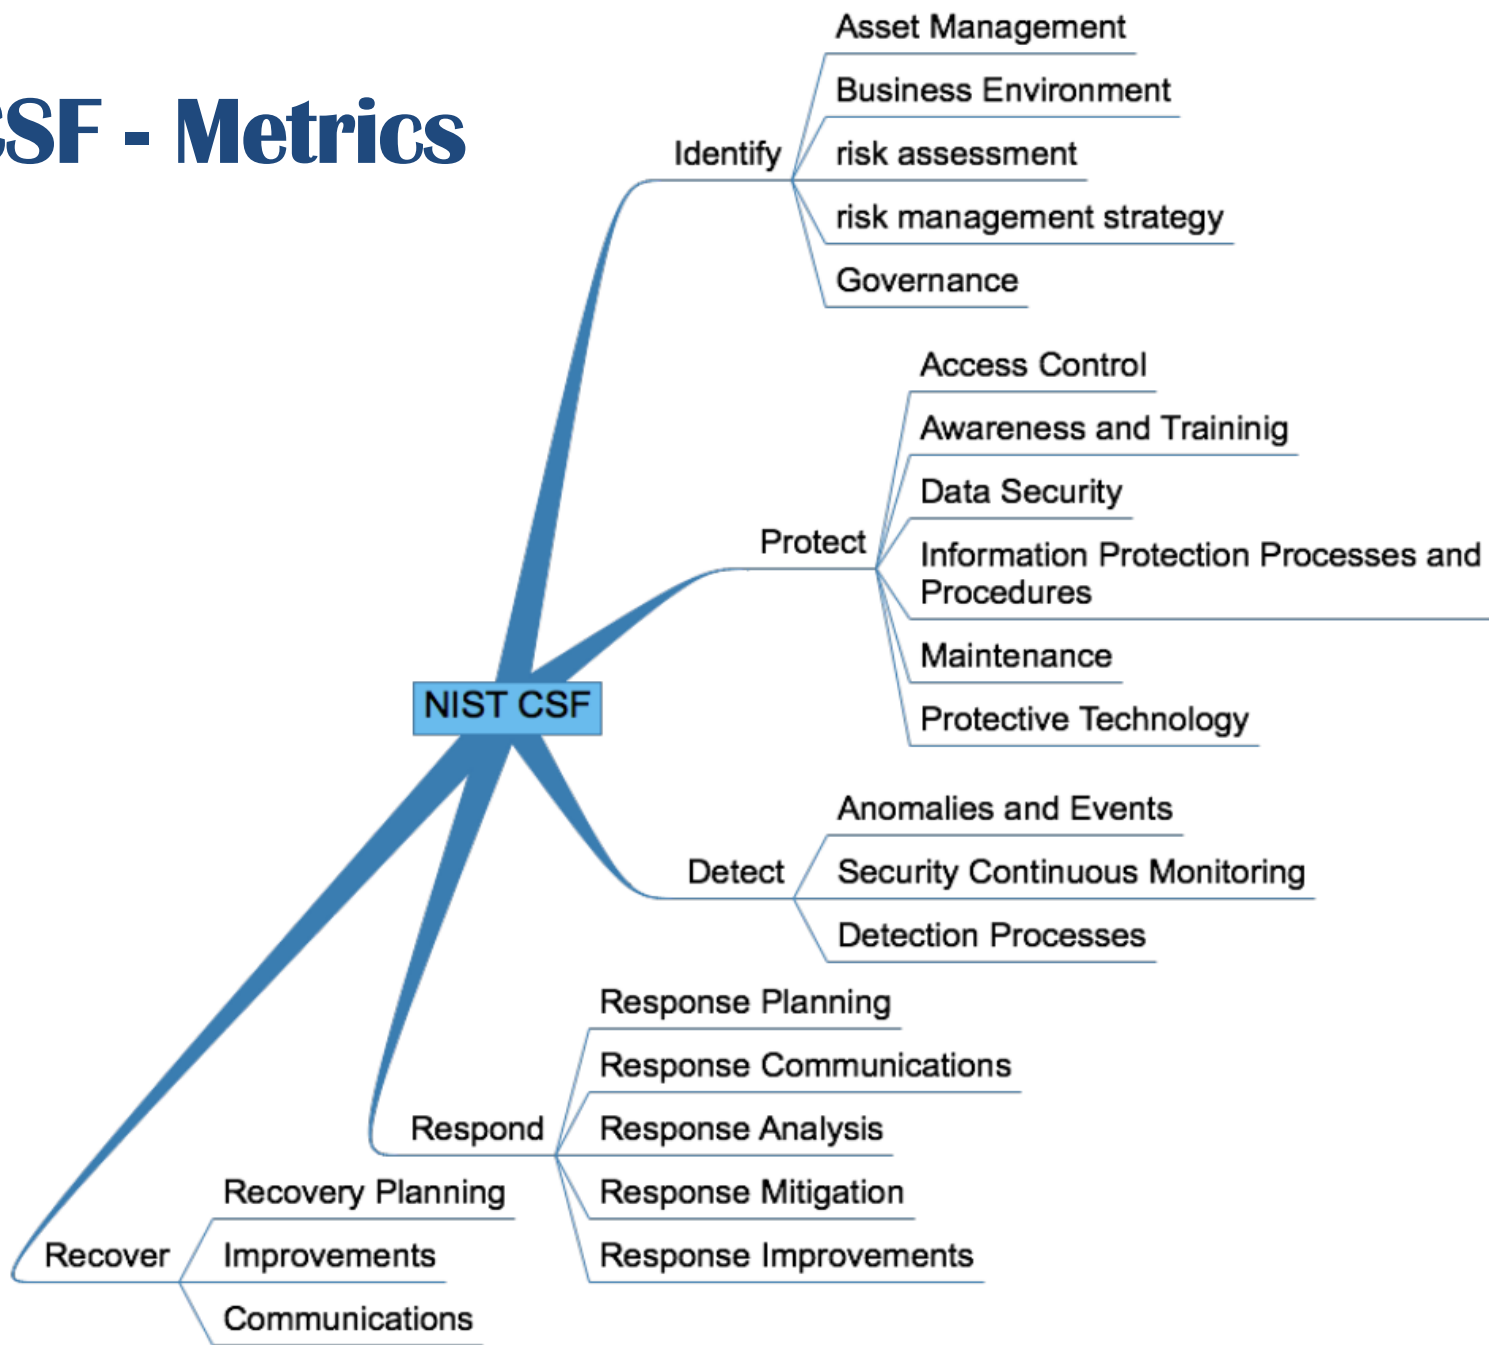 CSF - Metrics
Asset Management
Business Environment
Identify
risk assessment
risk management strategy
Governance
Access Control
Awareness and Traininig
Data Security
Protect
Information Protection Processes and
Procedures
Maintenance
Protective Technology
NIST CSF
Anomalies and Events
Detect
Security Continuous Monitoring
Detection Processes
Response Planning
Response Communications
Respond
Response Analysis
Response Mitigation
Response Improvements
Recovery Planning
Recover
Improvements
Communications